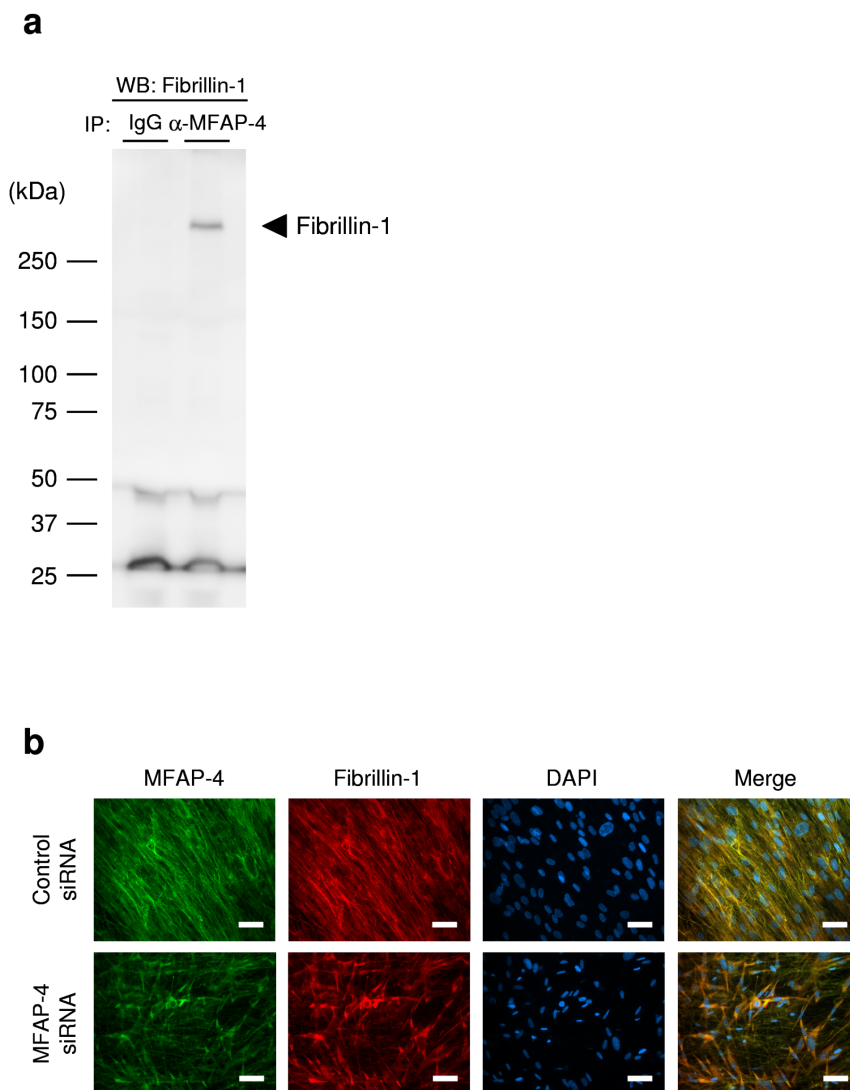 a
WB: Fibrillin-1
IP: IgG α-MFAP-4
(kDa)
Fibrillin-1
250
150
100
75
50
37
25
b
MFAP-4 Fibrillin-1 DAPI Merge
Control
siRNA
MFAP-4
siRNA